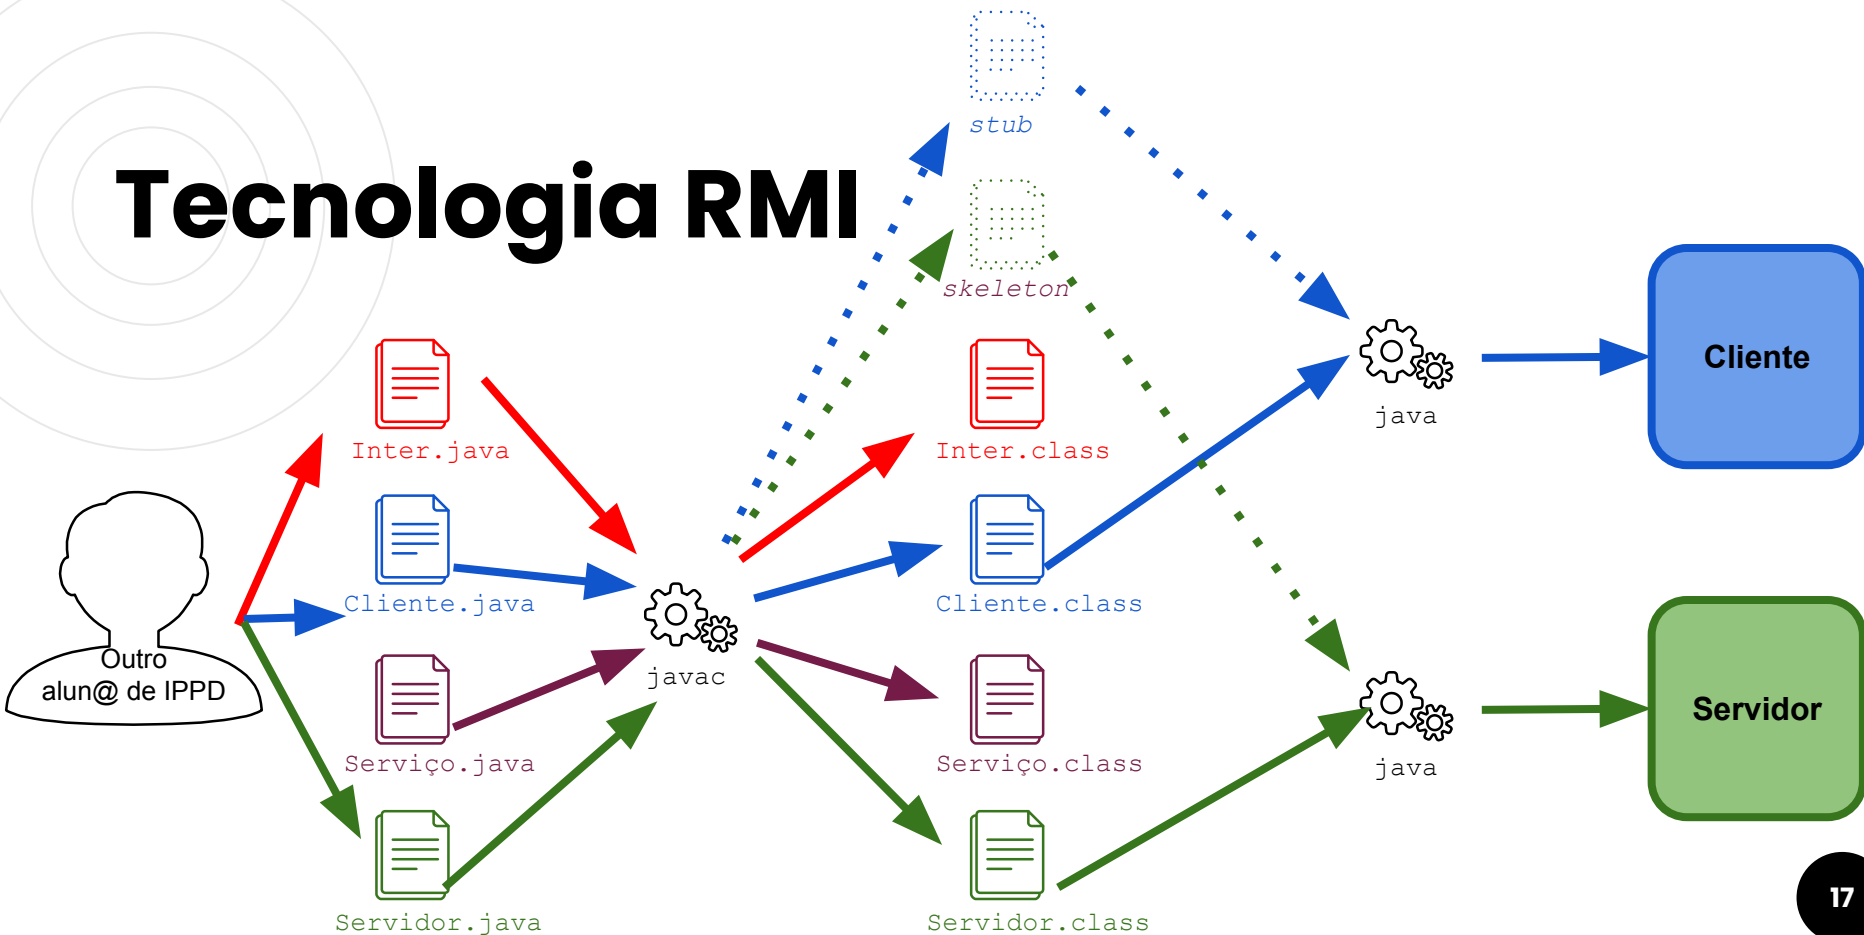 stub
Tecnologia RMI
skeleton
Cliente
java
Inter.java
Inter.class
Cliente.java
Cliente.class
Outro
alun@ de IPPD
javac
Servidor
java
Serviço.java
Serviço.class
17
Servidor.java
Servidor.class